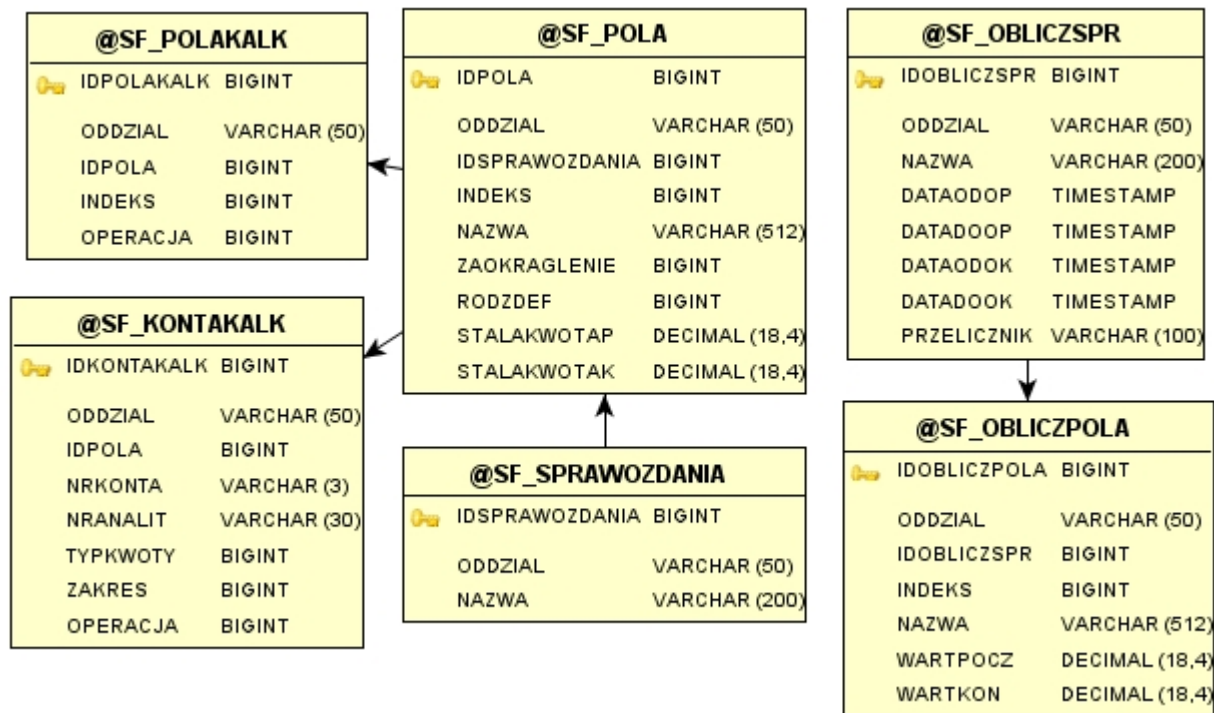 @SF_POLAKALK
IDPOLAKALK BIGINT
ODDZIAL VARCHAR (50)
IDPOLA BIGINT
INDEKS BIGINT
OPERACJA BIGINT
@SF_KONTAKALK
IDKONTAKALK BIGINT
ODDZIAL VARCHAR (50)
IDPOLA BIGINT
NRKONTA VARCHAR (3)
NRANALIT VARCHAR (30)
TYPKWOTY BIGINT
ZAKRES BIGINT
OPERACJA BIGINT
@SF_POLA
IDPOLA BIGINT
ODDZIAL VARCHAR (50)
IDSPRAWOZDANIA BIGINT
INDEKS BIGINT
NAZWA VARCHAR (512)
ZAOKRAGLENIE BIGINT
RODZDEF BIGINT
STALAKWOTAP DECIMAL (18,4)
STALAKWOTAK DECIMAL (18,4)
@SF_SPRAWOZDANIA
IDSPRAWOZDANIA BIGINT
ODDZIAL VARCHAR (50)
NAZWA VARCHAR (200)
@SF_OBLICZSPR
IDOBLICZSPR BIGINT
ODDZIAL VARCHAR (50)
NAZWA VARCHAR (200)
DATAODOP TIMESTAMP
DATADOOP TIMESTAMP
DATAODOK TIMESTAMP
DATADOOK TIMESTAMP
PRZELICZNIK VARCHAR (100)
@SF_OBLICZPOLA
IDOBLICZPOLA BIGINT
ODDZIAL VARCHAR (50)
IDOBLICZSPR BIGINT
INDEKS BIGINT
NAZWA VARCHAR (512)
WARTPOCZ DECIMAL (18,4)
WARTKON DECIMAL (18,4)